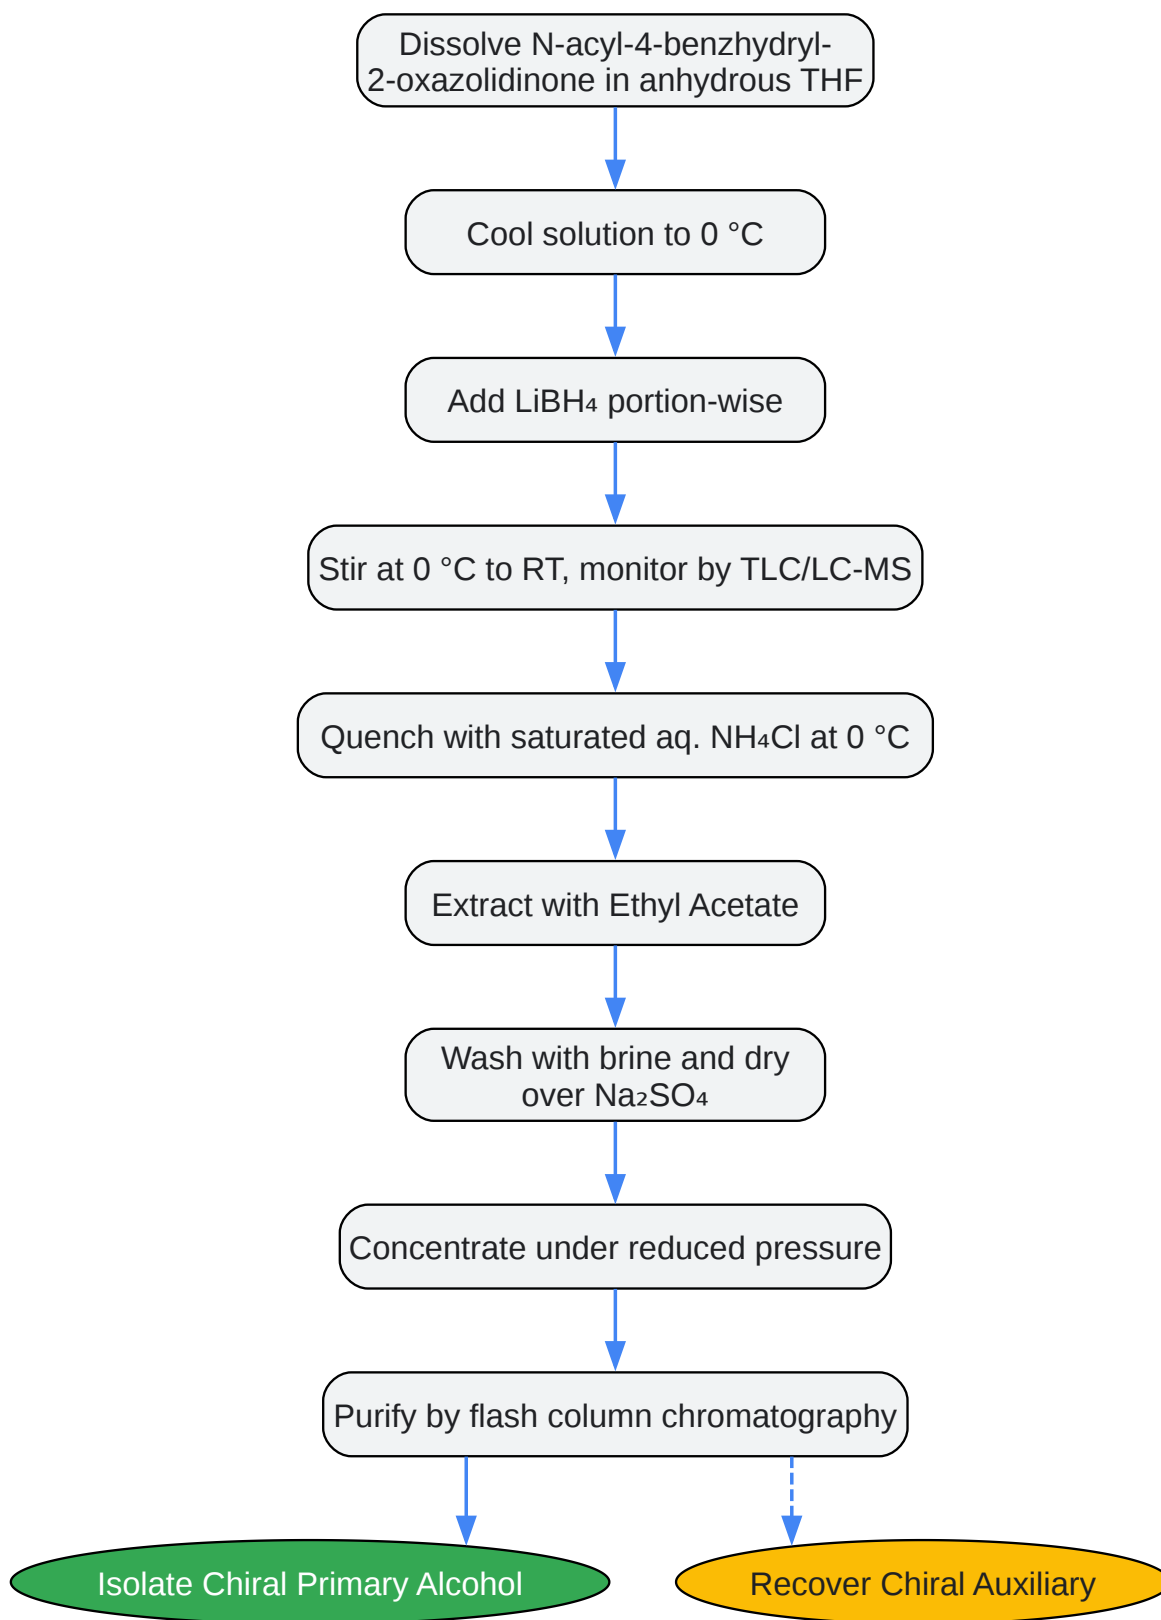 Dissolve N-acyl-4-benzhydryl-
2-oxazolidinone in anhydrous THF
Cool solution to 0 °C
Add LiBH₄ portion-wise
Stir at 0 °C to RT, monitor by TLC/LC-MS
Quench with saturated aq. NH₄Cl at 0 °C
Extract with Ethyl Acetate
Wash with brine and dry
over Na₂SO₄
Concentrate under reduced pressure
Purify by flash column chromatography
Isolate Chiral Primary Alcohol
Recover Chiral Auxiliary